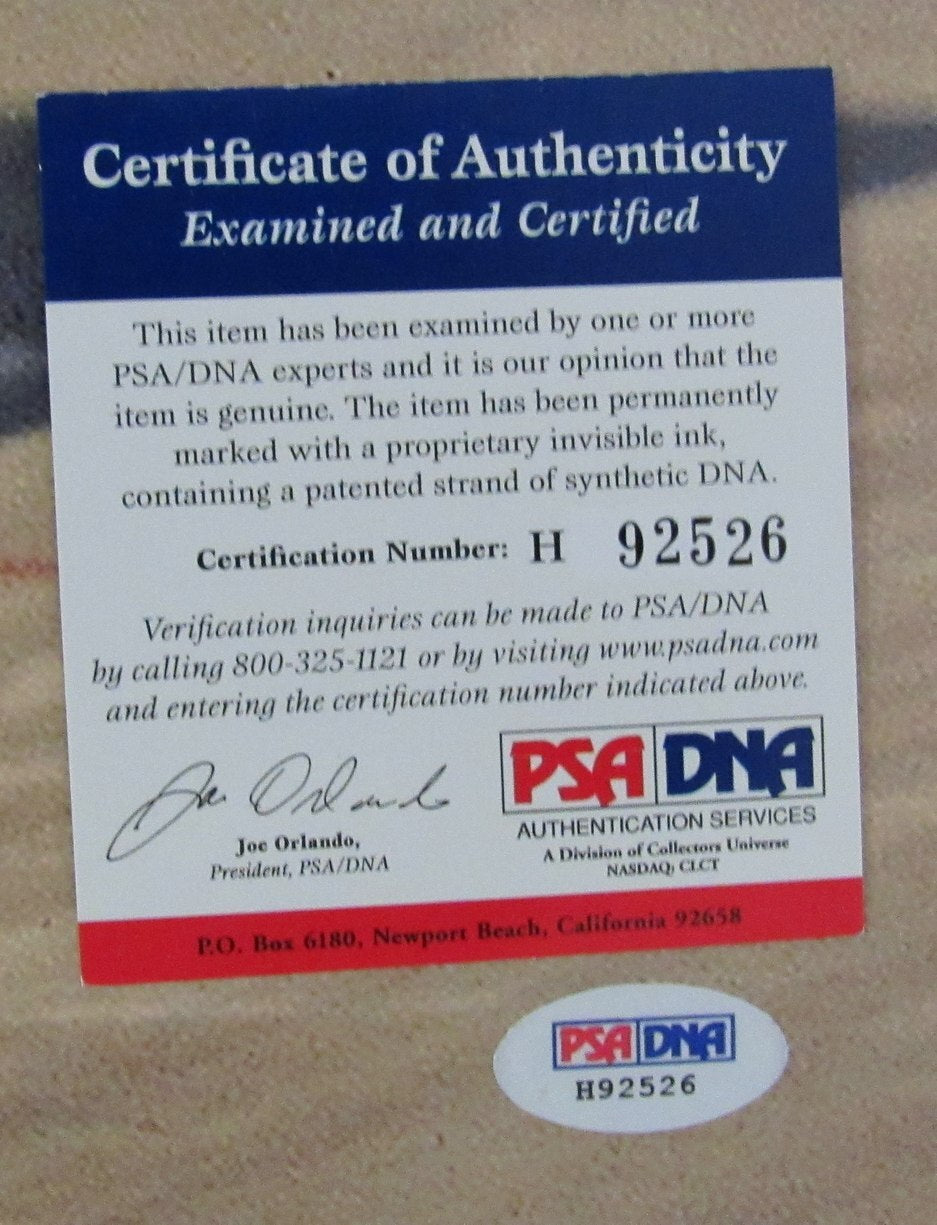 Certificate of Authenticity
Examined and Certified
This item has been examined by one or more
PSA/DNA experts and it is our opinion that the
item is genuine. The item has been permanently
marked with a proprietary invisible ink,
containing a patented strand of synthetic DNA.
Certification Number: H 92526
Verification inquiries can be made to PSA/DNA
by calling 800-325-1121 or by visiting www.psadna.com
and entering the certification number indicated above.
Joe Orlando
Joe Orlando,
President, PSA/DNA
PSA DNA
AUTHENTICATION SERVICES
A Division of Collectors Universe
NASDAQ; CLCT
P.O. Box 6180, Newport Beach, California 92658
PSA DNA
H92526